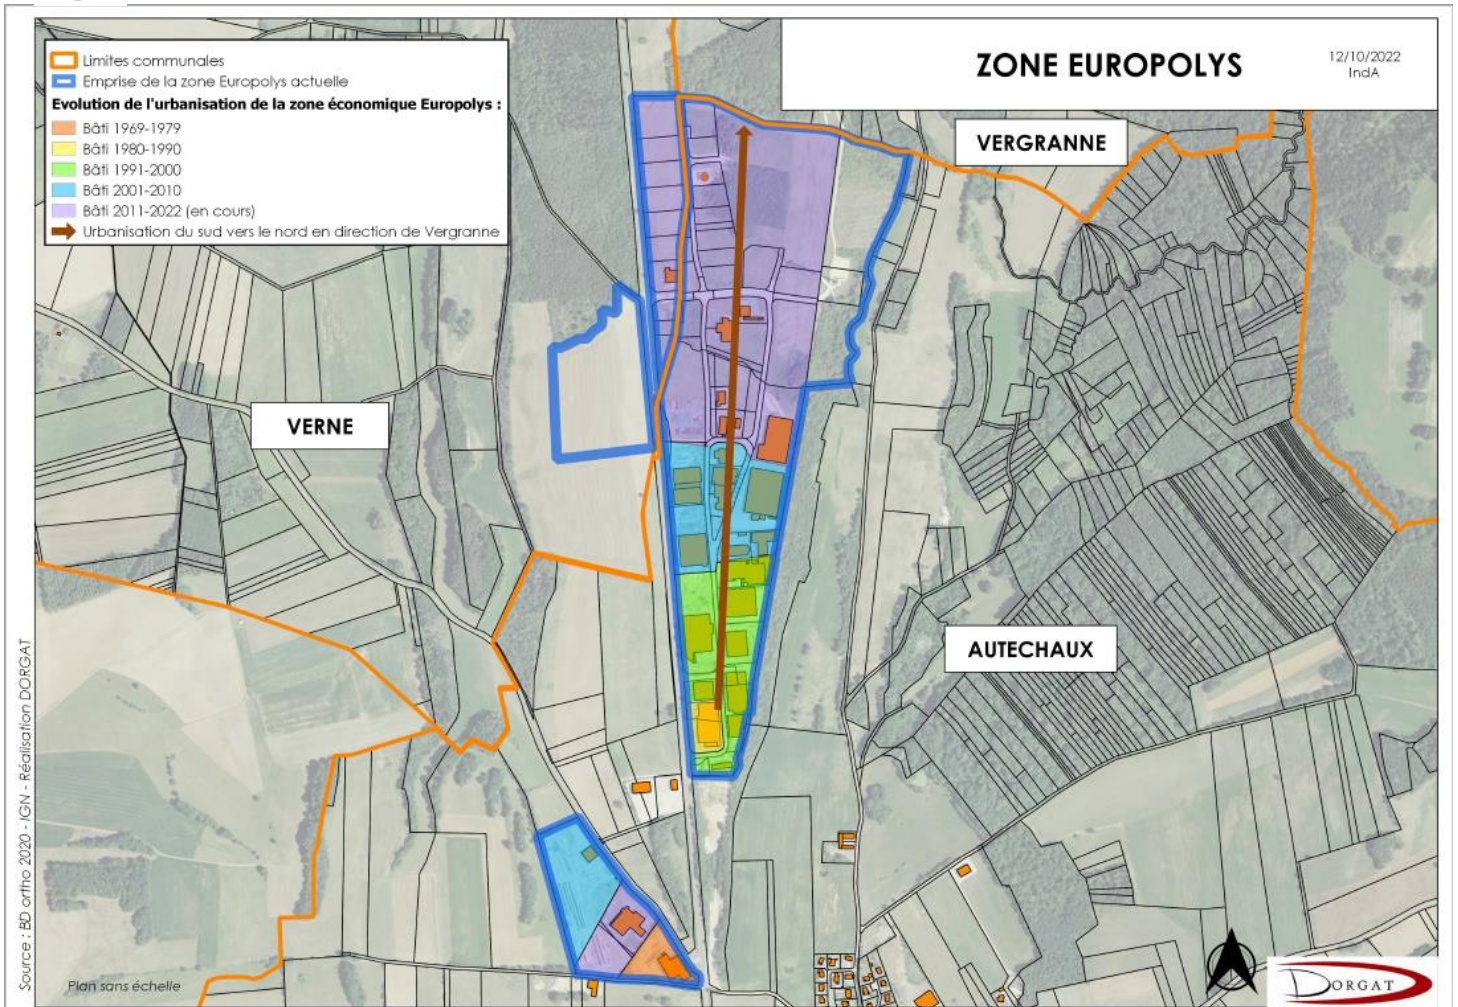 ZONE EUROPOLYS
12/10/2022
IndA
Limites communales
Emprise de la zone Europolys actuelle
Evolution de l'urbanisation de la zone économique Europolys :
Bâti 1969-1979
Bâti 1980-1990
Bâti 1991-2000
Bâti 2001-2010
Bâti 2011-2022 (en cours)
Urbanisation du sud vers le nord en direction de Vergranne
VERGRANNE
VERNE
AUTECHAUX
Source : BD ortho 2020 - IGN - Réalisation DORGAT
Plan sans échelle
DORGAT